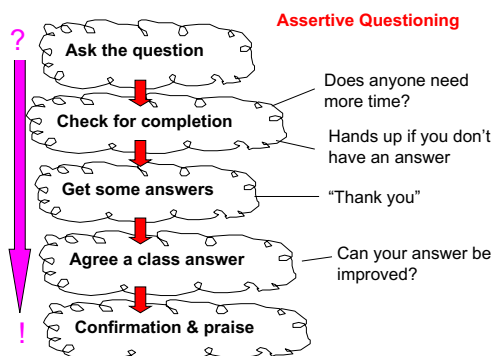 Assertive Questioning
?
Ask the question
Does anyone need
more time?
Check for completion
Hands up if you don't
have an answer
Get some answers
“Thank you”
Agree a class answer
Can your answer be
improved?
Confirmation & praise
!